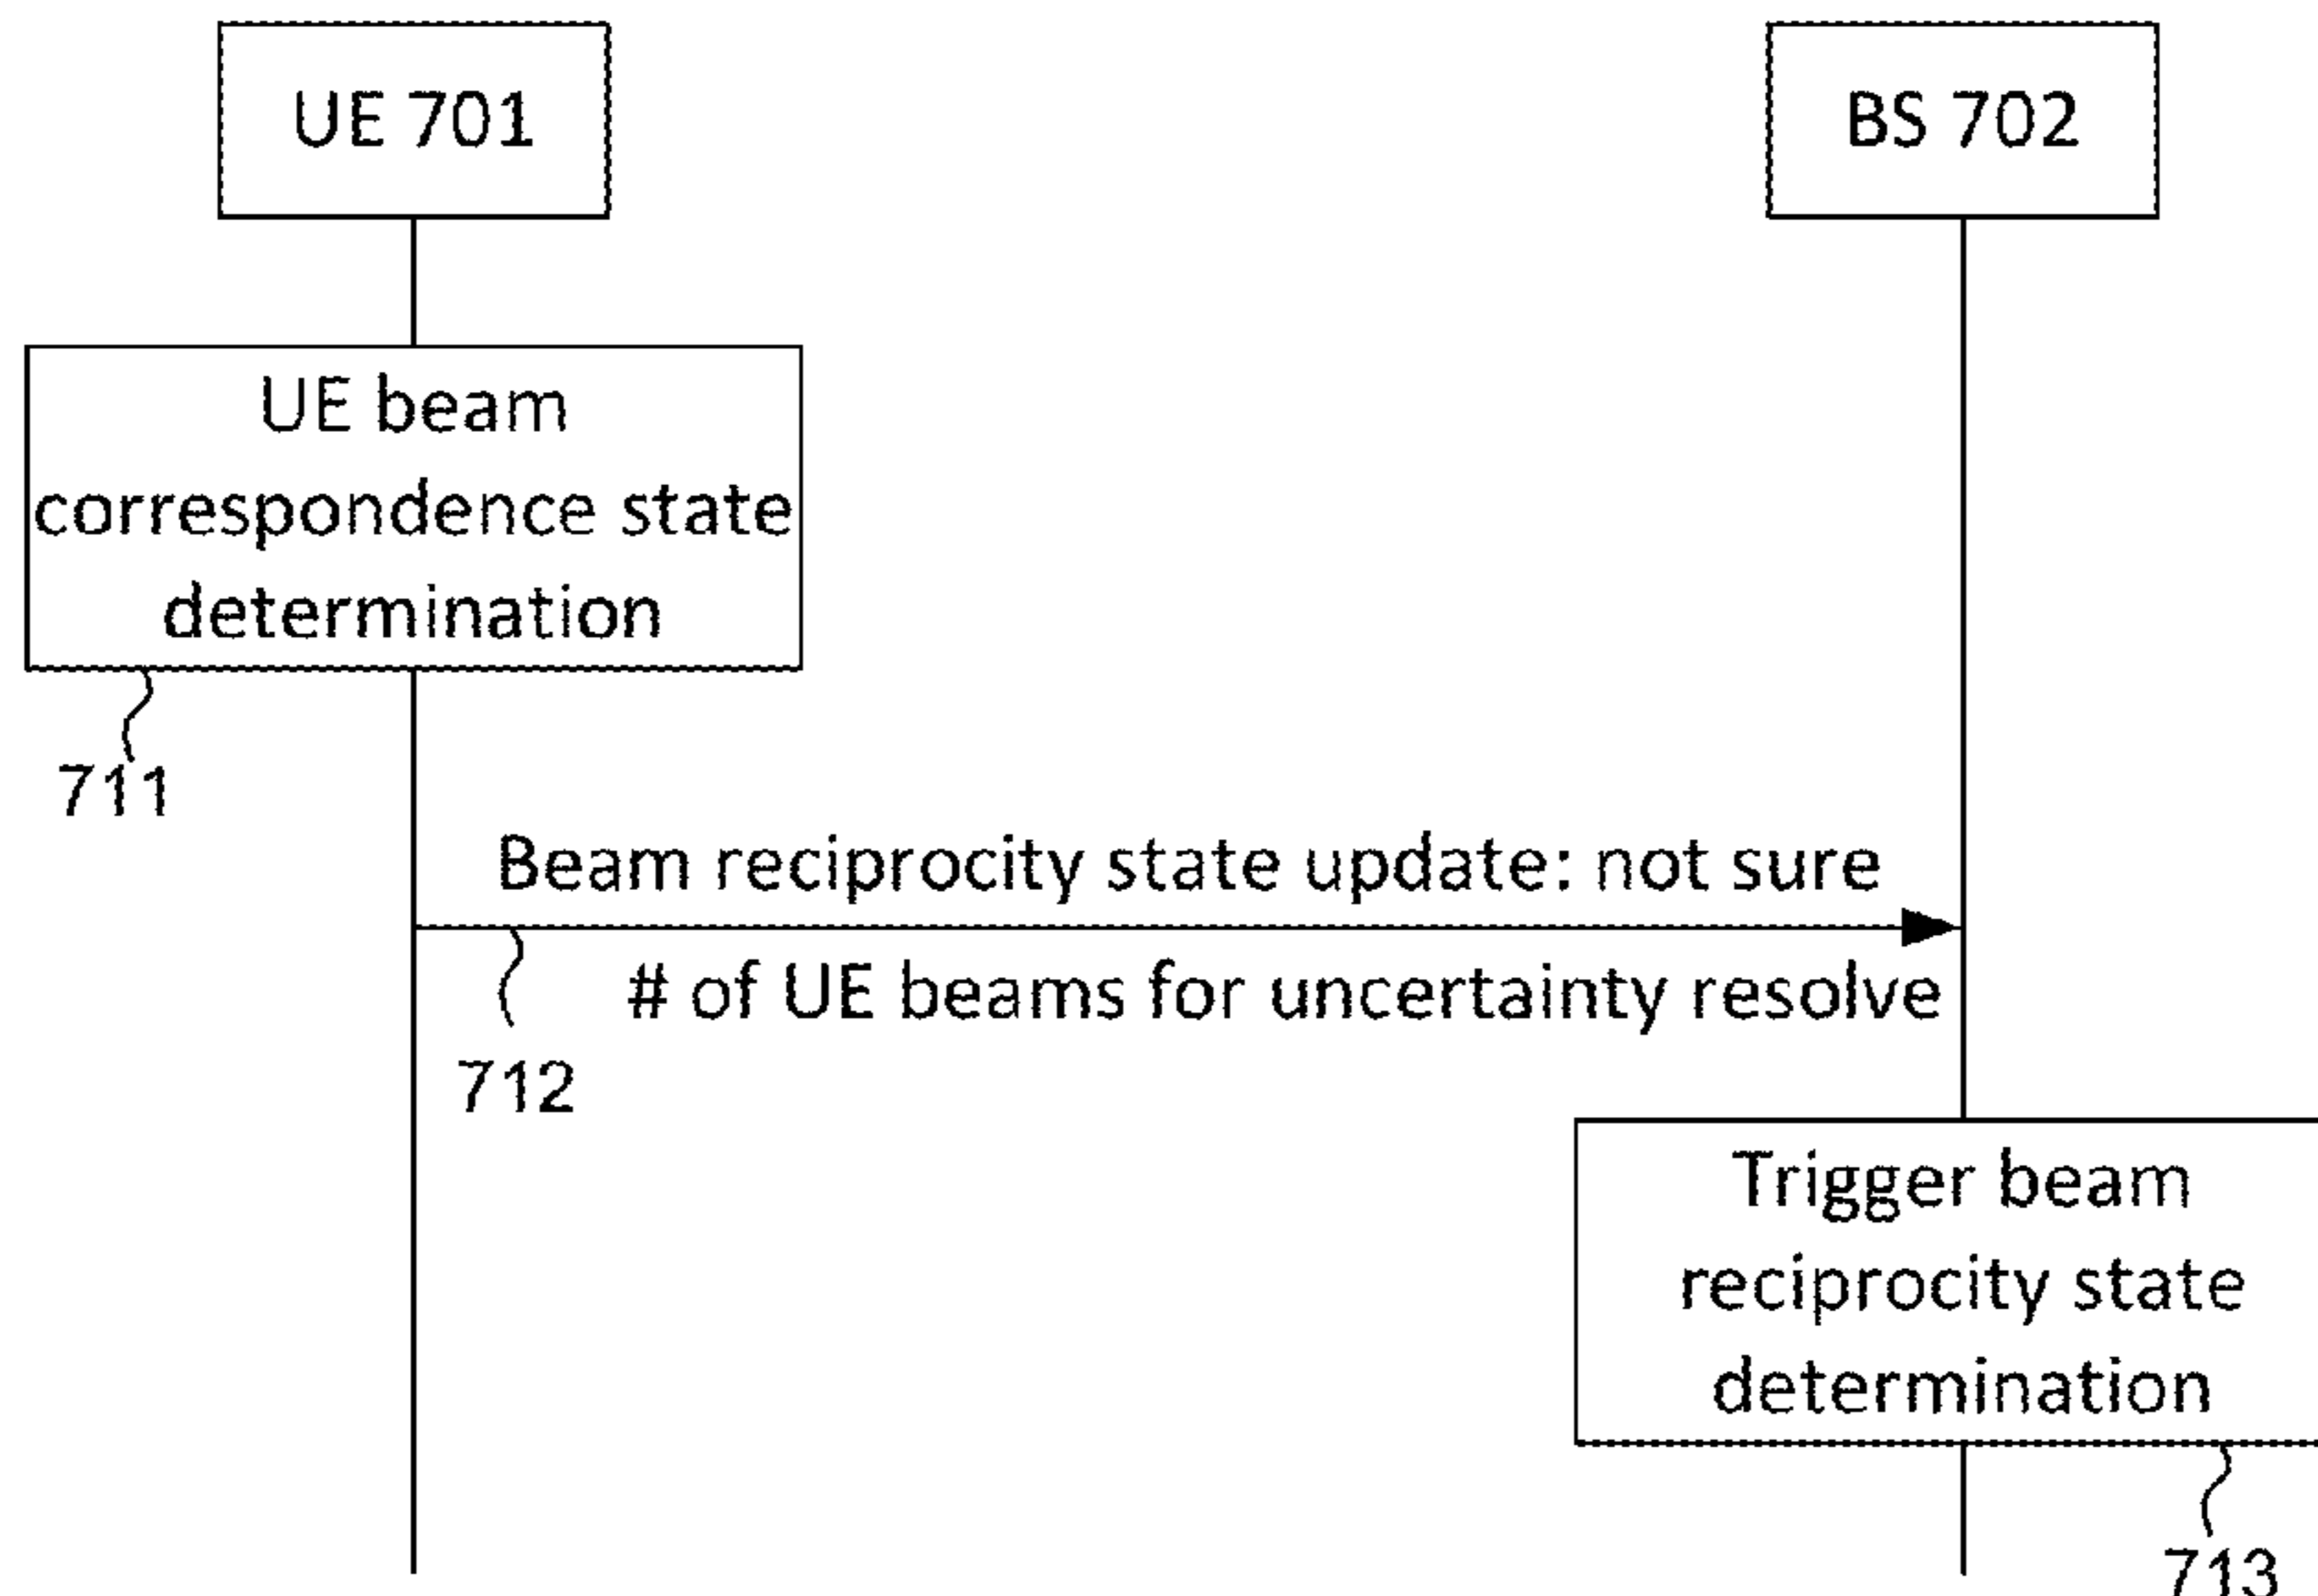 UE 701
BS 702
UE beam
correspondence state
determination
711
Beam reciprocity state update: not sure
# of UE beams for uncertainty resolve
712
Trigger beam
reciprocity state
determination
713